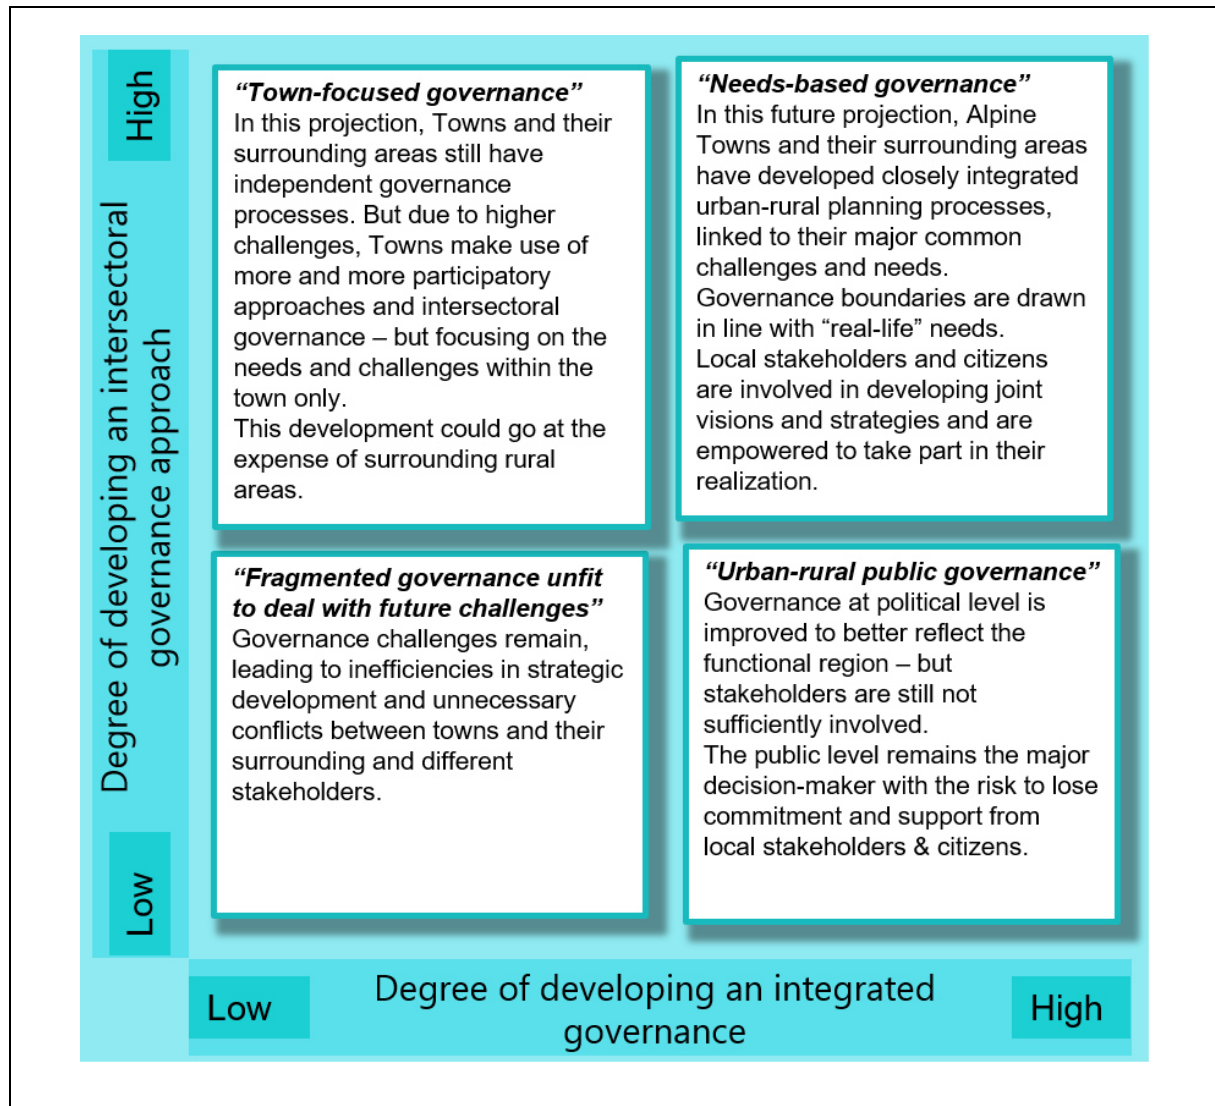 High
Degree of developing an intersectoral
governance approach
Low
“Town-focused governance”
In this projection, Towns and their
surrounding areas still have
independent governance
processes. But due to higher
challenges, Towns make use of
more and more participatory
approaches and intersectoral
governance – but focusing on the
needs and challenges within the
town only.
This development could go at the
expense of surrounding rural
areas.
“Needs-based governance”
In this future projection, Alpine
Towns and their surrounding areas
have developed closely integrated
urban-rural planning processes,
linked to their major common
challenges and needs.
Governance boundaries are drawn
in line with “real-life” needs.
Local stakeholders and citizens
are involved in developing joint
visions and strategies and are
empowered to take part in their
realization.
“Fragmented governance unfit
to deal with future challenges”
Governance challenges remain,
leading to inefficiencies in strategic
development and unnecessary
conflicts between towns and their
surrounding and different
stakeholders.
“Urban-rural public governance”
Governance at political level is
improved to better reflect the
functional region – but
stakeholders are still not
sufficiently involved.
The public level remains the major
decision-maker with the risk to lose
commitment and support from
local stakeholders & citizens.
Low
Degree of developing an integrated
governance
High